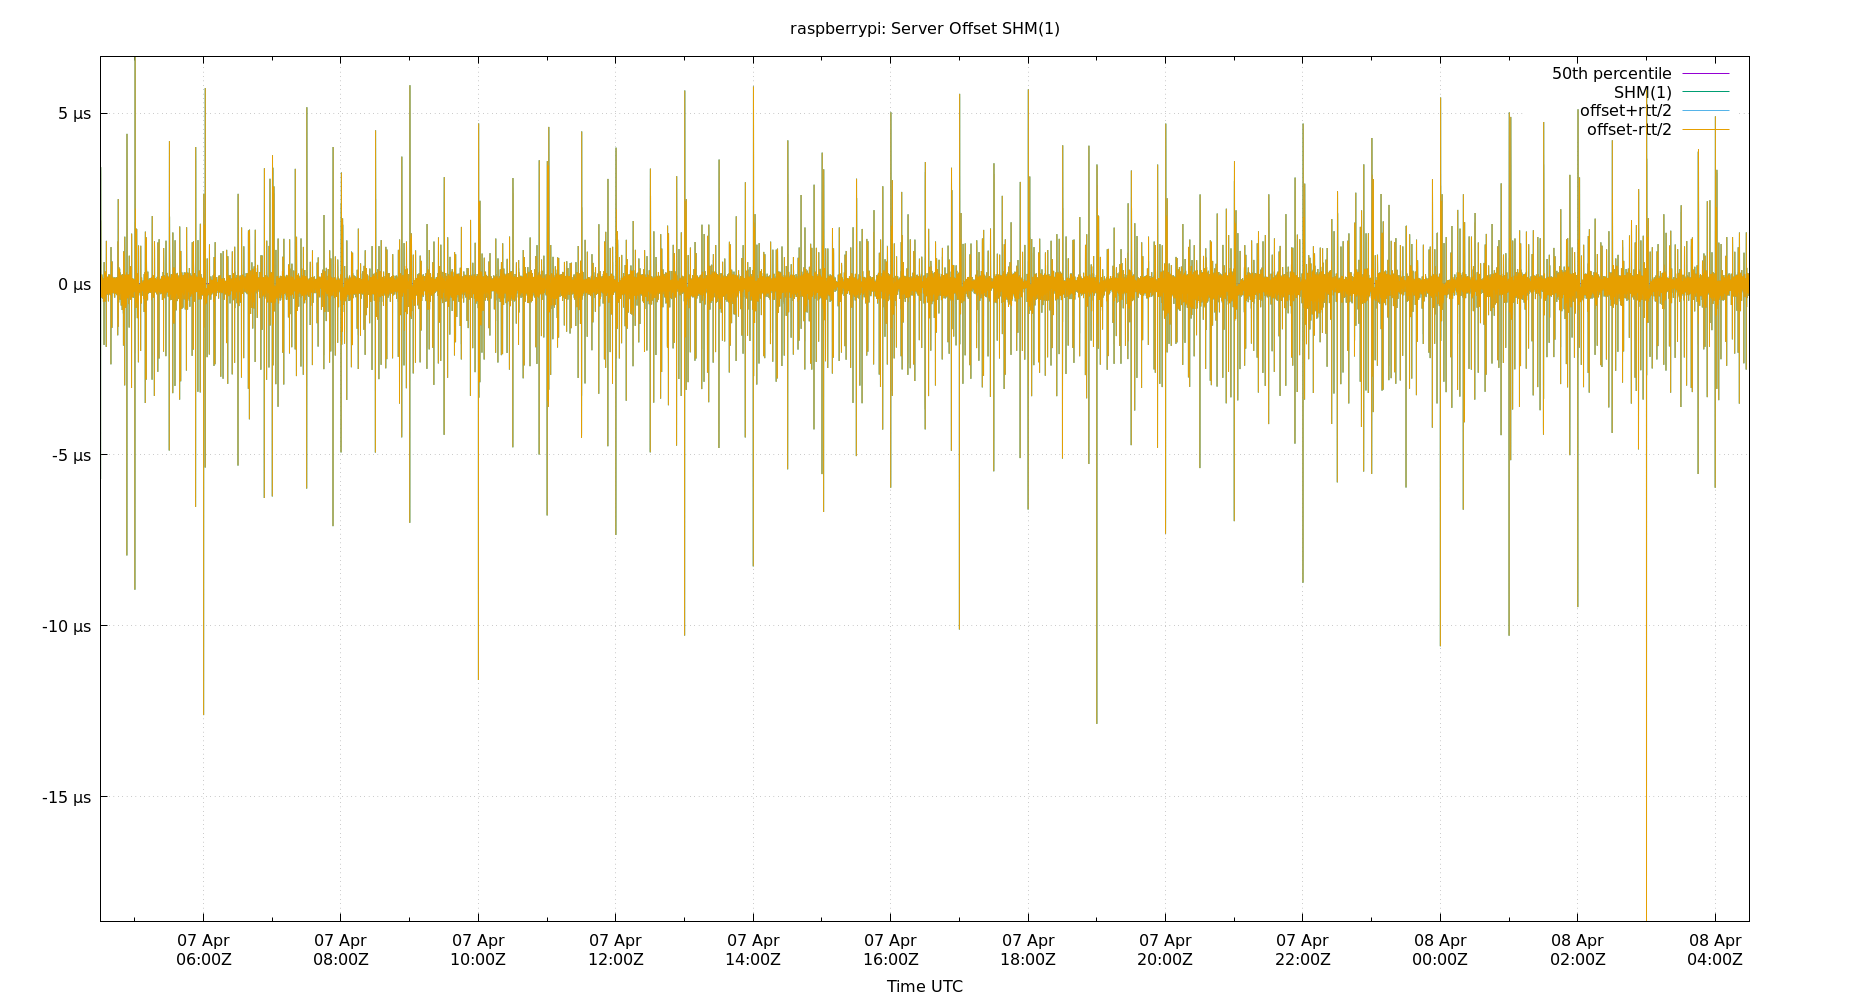 raspberrypi: Server Offset SHM(1)
50th percentile
SHM(1)
offset+rtt/2
offset-rtt/2
5 µs
0 µs
-5 µs
-10 µs
-15 µs
07 Apr 07 Apr 07 Apr 07 Apr 07 Apr 07 Apr 07 Apr 07 Apr 07 Apr 08 Apr 08 Apr 08 Apr
06:00Z 08:00Z 10:00Z 12:00Z 14:00Z 16:00Z 18:00Z 20:00Z 22:00Z 00:00Z 02:00Z 04:00Z
Time UTC